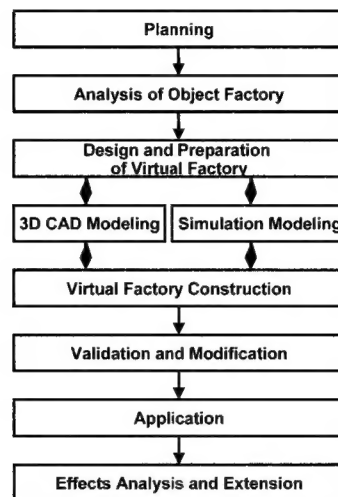 Planning
Analysis of Object Factory
Design and Preparation
of Virtual Factory
3D CAD Modeling
Simulation Modeling
Virtual Factory Construction
Validation and Modification
Application
Effects Analysis and Extension